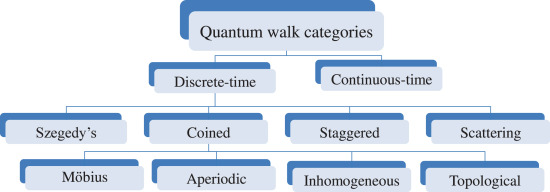 Quantum walk categories
Discrete-time
Continuous-time
Szegedy's
Coined
Staggered
Scattering
Möbius
Aperiodic
Inhomogeneous
Topological